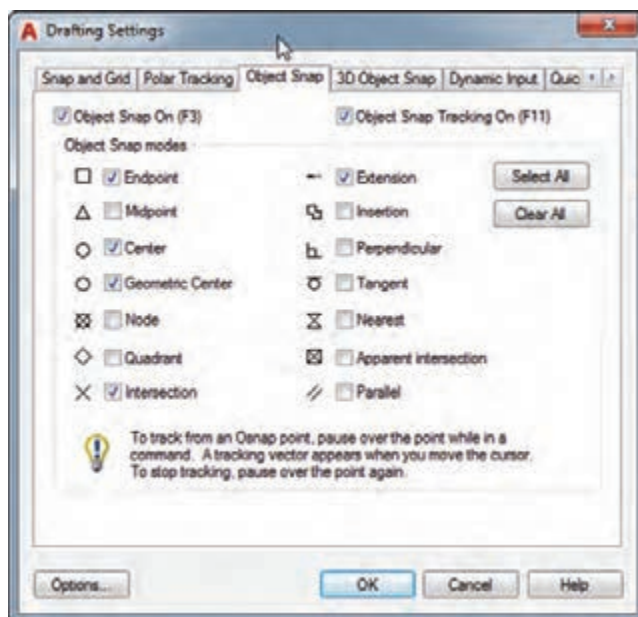 Drafting Settings
Snap and Grid Polar Tracking Object Snap 3D Object Snap Dynamic Input Quic
Object Snap On (F3) Object Snap Tracking On (F11)
Object Snap modes
Endpoint Extension Select All
Midpoint Insertion Clear All
Center Perpendicular
Geometric Center Tangent
Node Nearest
Quadrant Apparent intersection
Intersection Parallel
To track from an Osnap point, pause over the point while in a
command. A tracking vector appears when you move the cursor.
To stop tracking, pause over the point again.
Options... OK Cancel Help